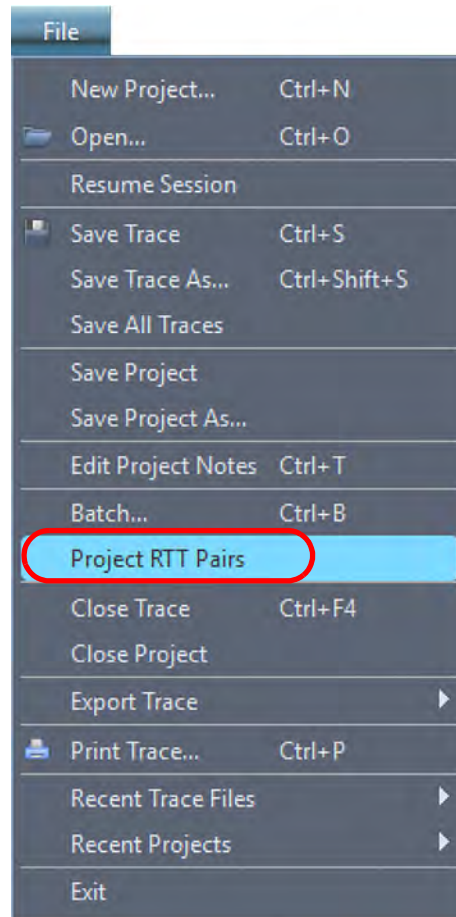 File
New Project... Ctrl+N
Open... Ctrl+O
Resume Session
Save Trace Ctrl+S
Save Trace As... Ctrl+Shift+S
Save All Traces
Save Project
Save Project As...
Edit Project Notes Ctrl+T
Batch... Ctrl+B
Project RTT Pairs
Close Trace Ctrl+F4
Close Project
Export Trace
Print Trace... Ctrl+P
Recent Trace Files
Recent Projects
Exit